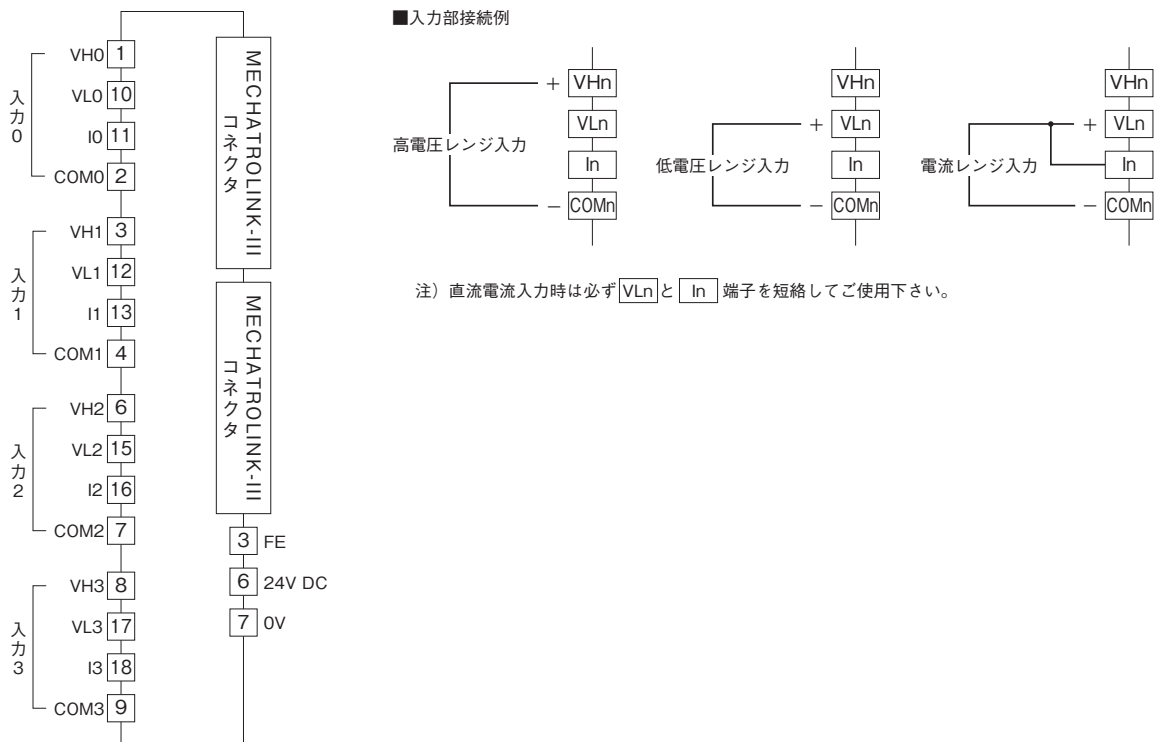 入力0
VH0 1
VL0 10
I0 11
COM0 2
入力1
VH1 3
VL1 12
I1 13
COM1 4
入力2
VH2 6
VL2 15
I2 16
COM2 7
入力3
VH3 8
VL3 17
I3 18
COM3 9
MECHATROLINK-III
コネクタ
MECHATROLINK-III
コネクタ
3 FE
6 24V DC
7 0V
■入力部接続例
高電圧レンジ入力
+ VHn
VLn
In
− COMn
低電圧レンジ入力
VHn
+ VLn
In
− COMn
電流レンジ入力
VHn
+ VLn
In
− COMn
注）直流電流入力時は必ず VLn と In 端子を短絡してご使用下さい。